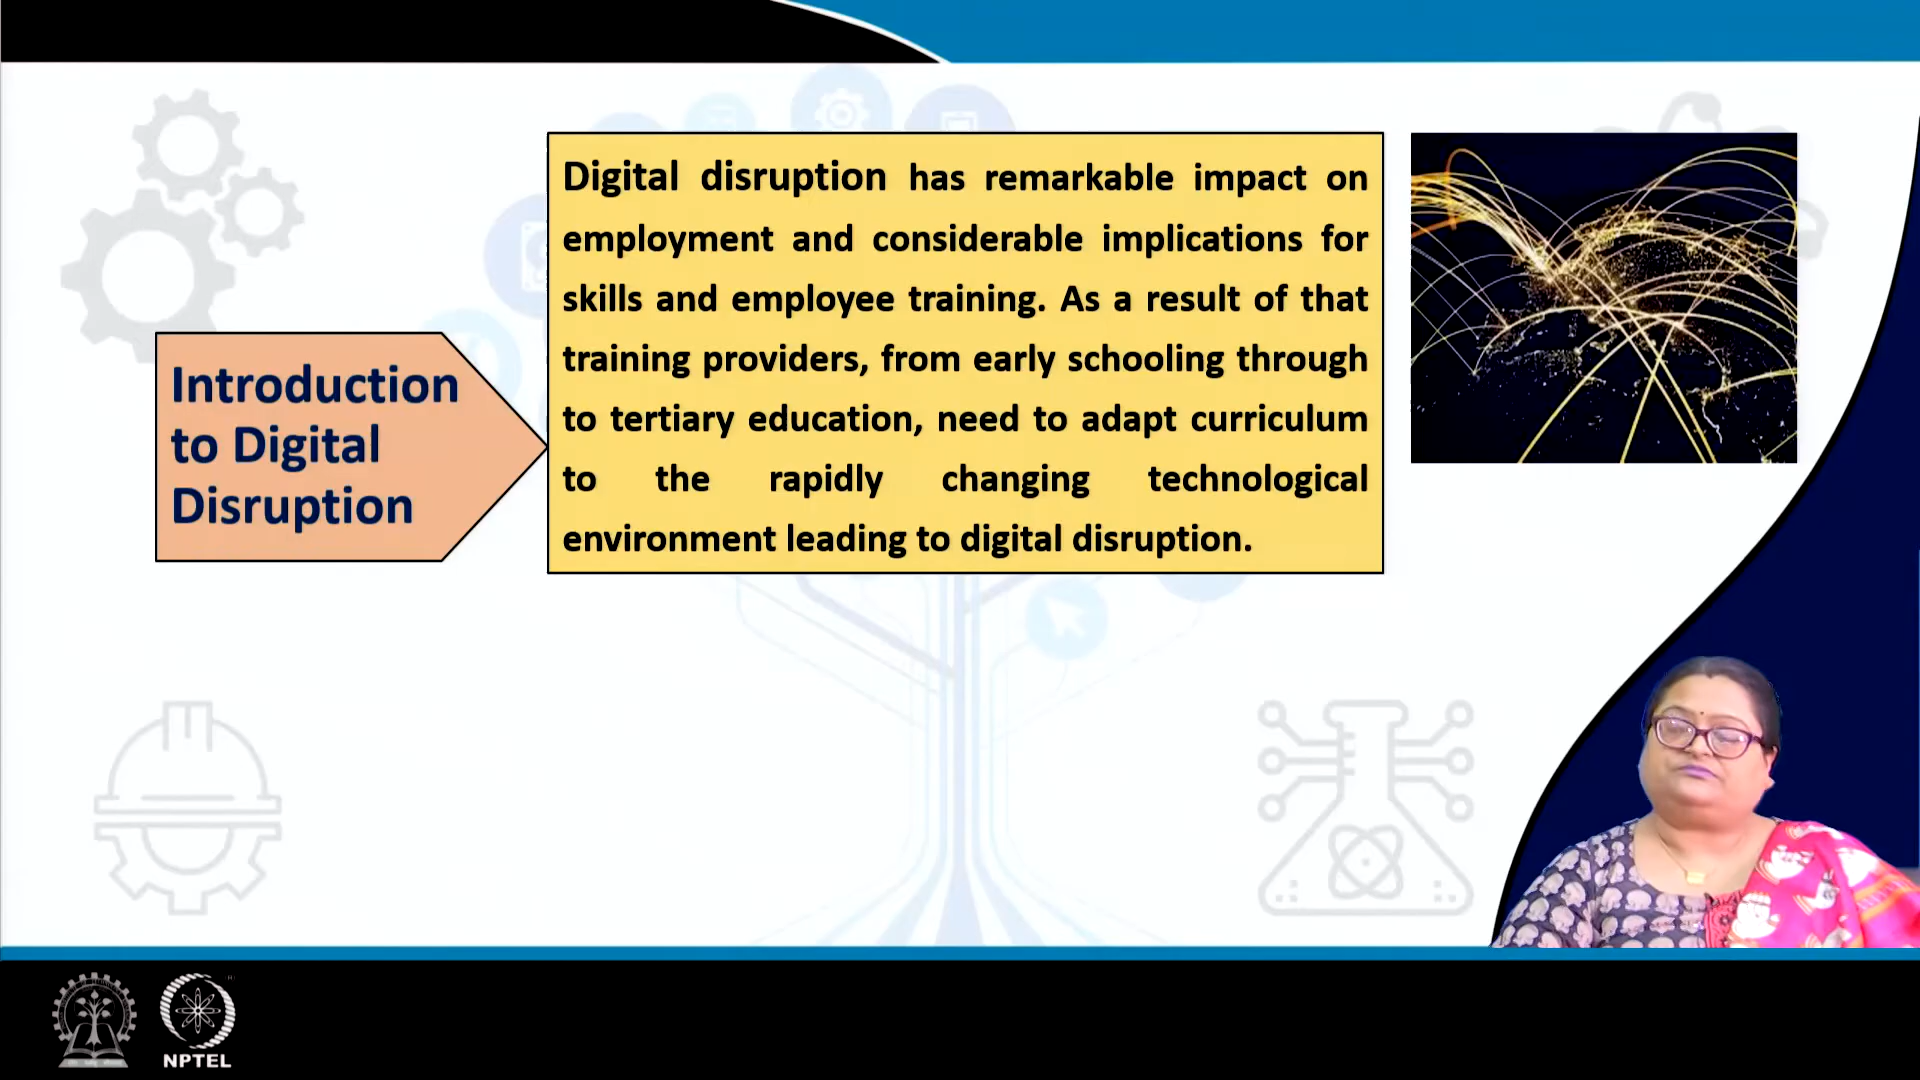 Introduction
to Digital
Disruption
Digital disruption has remarkable impact on
employment and considerable implications for
skills and employee training. As a result of that
training providers, from early schooling through
to tertiary education, need to adapt curriculum
to the rapidly changing technological
environment leading to digital disruption.
NPTEL